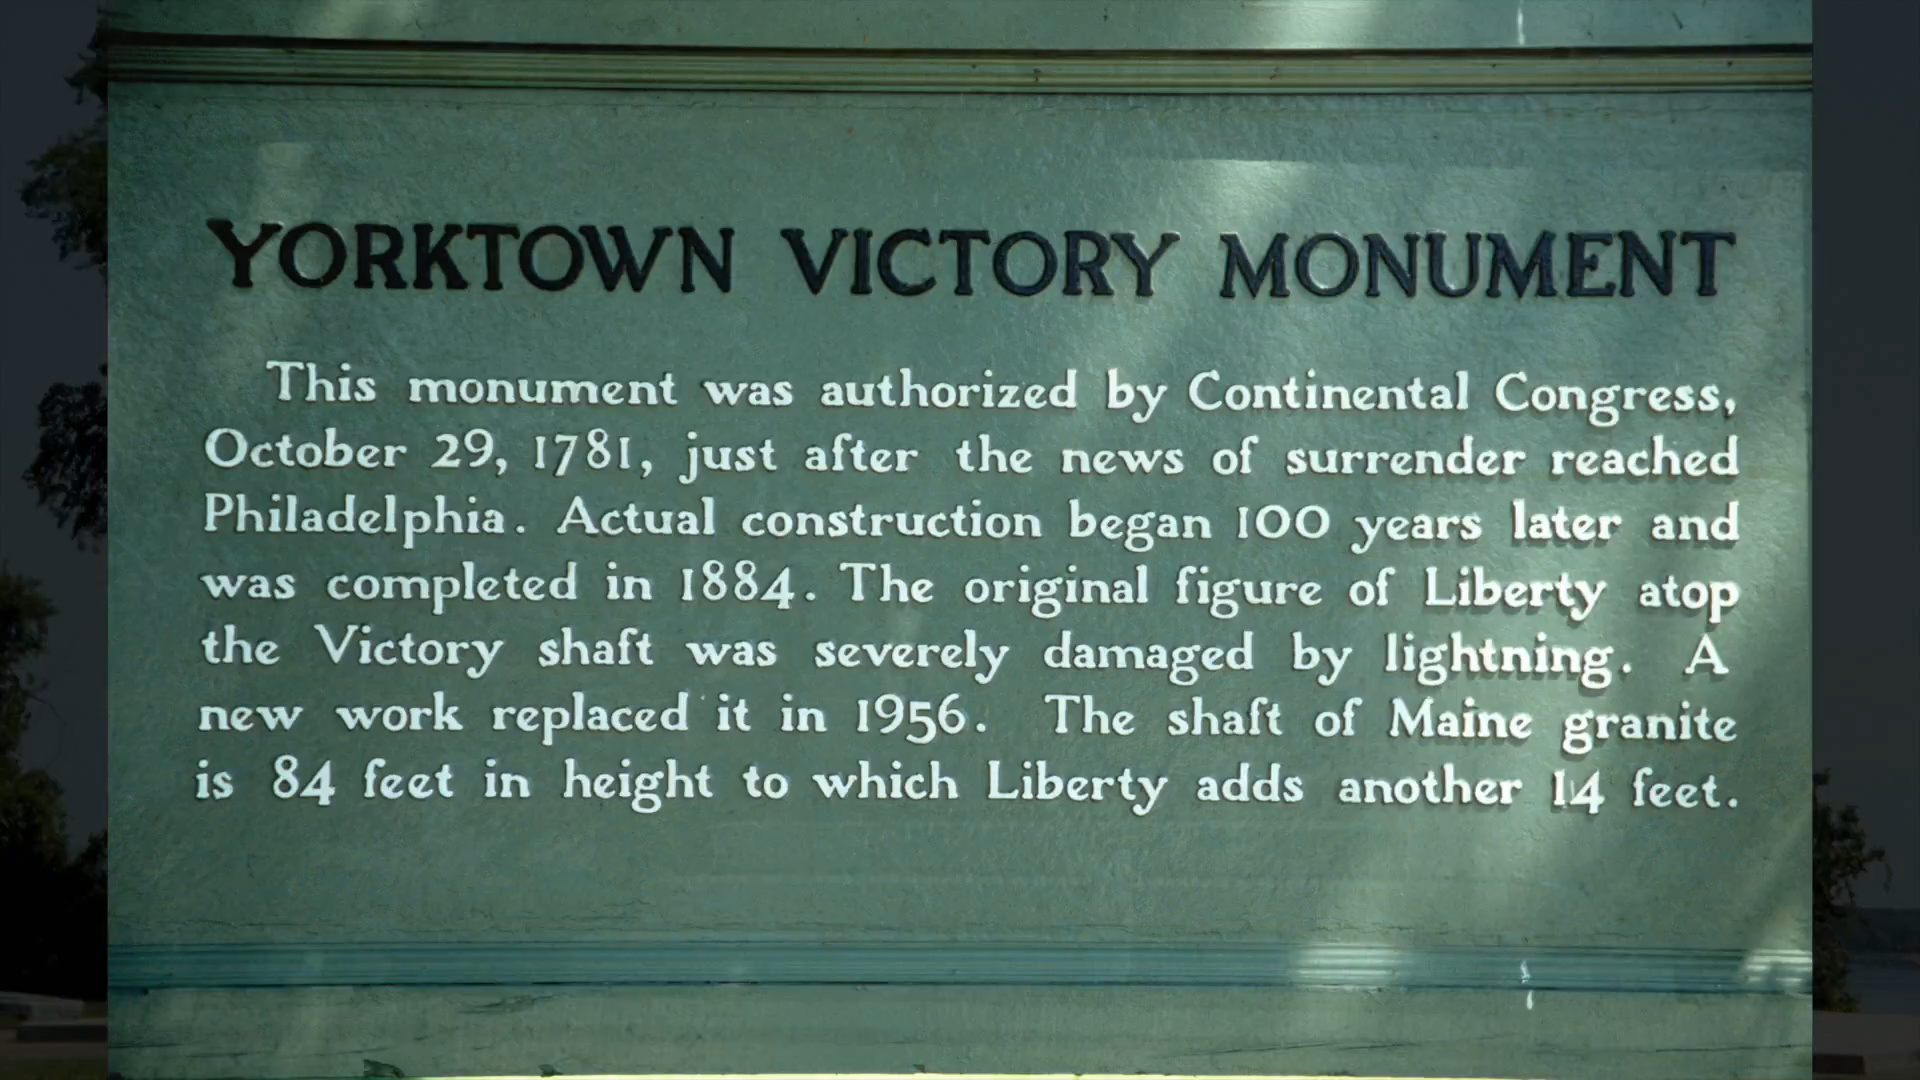 YORKTOWN VICTORY MONUMENT
This monument was authorized by Continental Congress,
October 29, 1781, just after the news of surrender reached
Philadelphia. Actual construction began 100 years later and
was completed in 1884. The original figure of Liberty atop
the Victory shaft was severely damaged by lightning. A
new work replaced it in 1956. The shaft of Maine granite
is 84 feet in height to which Liberty adds another 14 feet.